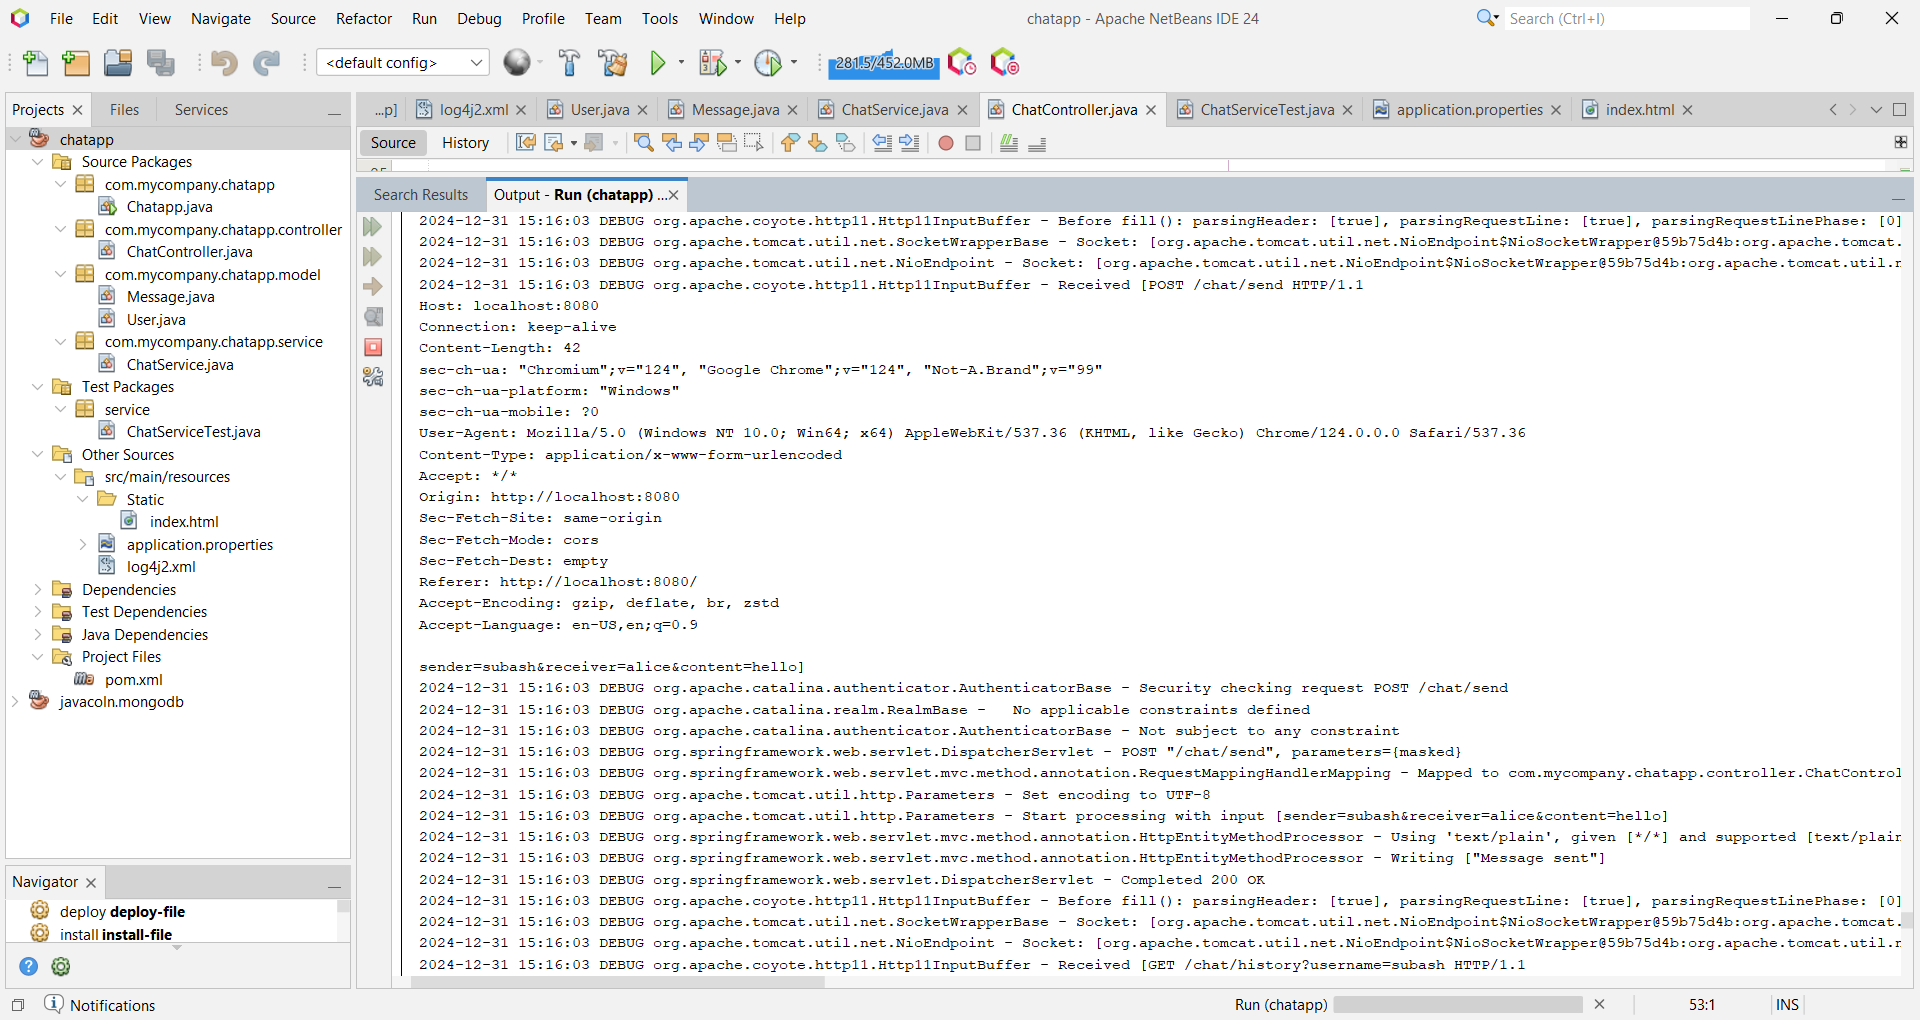 File Edit View Navigate Source Refactor Run Debug Profile Team Tools Window Help
chatapp - Apache NetBeans IDE 24
Search (Ctrl+I)
<default config>
281.5/452.0MB
Projects Files Services
...p] log4j2.xml User.java Message.java ChatService.java ChatController.java ChatServiceTest.java application.properties index.html
Source History
chatapp
Source Packages
com.mycompany.chatapp
Chatapp.java
com.mycompany.chatapp.controller
ChatController.java
com.mycompany.chatapp.model
Message.java
User.java
com.mycompany.chatapp.service
ChatService.java
Test Packages
service
ChatServiceTest.java
Other Sources
src/main/resources
Static
index.html
application.properties
log4j2.xml
Dependencies
Test Dependencies
Java Dependencies
Project Files
pom.xml
javacoln.mongodb
Navigator
deploy deploy-file
install install-file
Search Results Output - Run (chatapp) ...
2024-12-31 15:16:03 DEBUG org.apache.coyote.http11.Http11InputBuffer - Before fill(): parsingHeader: [true], parsingRequestLine: [true], parsingRequestLinePhase: [0]
2024-12-31 15:16:03 DEBUG org.apache.tomcat.util.net.SocketWrapperBase - Socket: [org.apache.tomcat.util.net.NioEndpoint$NioSocketWrapper@59b75d4b:org.apache.tomcat.
2024-12-31 15:16:03 DEBUG org.apache.tomcat.util.net.NioEndpoint - Socket: [org.apache.tomcat.util.net.NioEndpoint$NioSocketWrapper@59b75d4b:org.apache.tomcat.util.n
2024-12-31 15:16:03 DEBUG org.apache.coyote.http11.Http11InputBuffer - Received [POST /chat/send HTTP/1.1
Host: localhost:8080
Connection: keep-alive
Content-Length: 42
sec-ch-ua: "Chromium";v="124", "Google Chrome";v="124", "Not-A.Brand";v="99"
sec-ch-ua-platform: "Windows"
sec-ch-ua-mobile: ?0
User-Agent: Mozilla/5.0 (Windows NT 10.0; Win64; x64) AppleWebKit/537.36 (KHTML, like Gecko) Chrome/124.0.0.0 Safari/537.36
Content-Type: application/x-www-form-urlencoded
Accept: */*
Origin: http://localhost:8080
Sec-Fetch-Site: same-origin
Sec-Fetch-Mode: cors
Sec-Fetch-Dest: empty
Referer: http://localhost:8080/
Accept-Encoding: gzip, deflate, br, zstd
Accept-Language: en-US,en;q=0.9
sender=subash&receiver=alice&content=hello]
2024-12-31 15:16:03 DEBUG org.apache.catalina.authenticator.AuthenticatorBase - Security checking request POST /chat/send
2024-12-31 15:16:03 DEBUG org.apache.catalina.realm.RealmBase -   No applicable constraints defined
2024-12-31 15:16:03 DEBUG org.apache.catalina.authenticator.AuthenticatorBase - Not subject to any constraint
2024-12-31 15:16:03 DEBUG org.springframework.web.servlet.DispatcherServlet - POST "/chat/send", parameters={masked}
2024-12-31 15:16:03 DEBUG org.springframework.web.servlet.mvc.method.annotation.RequestMappingHandlerMapping - Mapped to com.mycompany.chatapp.controller.ChatControl
2024-12-31 15:16:03 DEBUG org.apache.tomcat.util.http.Parameters - Set encoding to UTF-8
2024-12-31 15:16:03 DEBUG org.apache.tomcat.util.http.Parameters - Start processing with input [sender=subash&receiver=alice&content=hello]
2024-12-31 15:16:03 DEBUG org.springframework.web.servlet.mvc.method.annotation.HttpEntityMethodProcessor - Using 'text/plain', given [*/*] and supported [text/plain
2024-12-31 15:16:03 DEBUG org.springframework.web.servlet.mvc.method.annotation.HttpEntityMethodProcessor - Writing ["Message sent"]
2024-12-31 15:16:03 DEBUG org.springframework.web.servlet.DispatcherServlet - Completed 200 OK
2024-12-31 15:16:03 DEBUG org.apache.coyote.http11.Http11InputBuffer - Before fill(): parsingHeader: [true], parsingRequestLine: [true], parsingRequestLinePhase: [0]
2024-12-31 15:16:03 DEBUG org.apache.tomcat.util.net.SocketWrapperBase - Socket: [org.apache.tomcat.util.net.NioEndpoint$NioSocketWrapper@59b75d4b:org.apache.tomcat.
2024-12-31 15:16:03 DEBUG org.apache.tomcat.util.net.NioEndpoint - Socket: [org.apache.tomcat.util.net.NioEndpoint$NioSocketWrapper@59b75d4b:org.apache.tomcat.util.n
2024-12-31 15:16:03 DEBUG org.apache.coyote.http11.Http11InputBuffer - Received [GET /chat/history?username=subash HTTP/1.1
Notifications
Run (chatapp)
53:1
INS